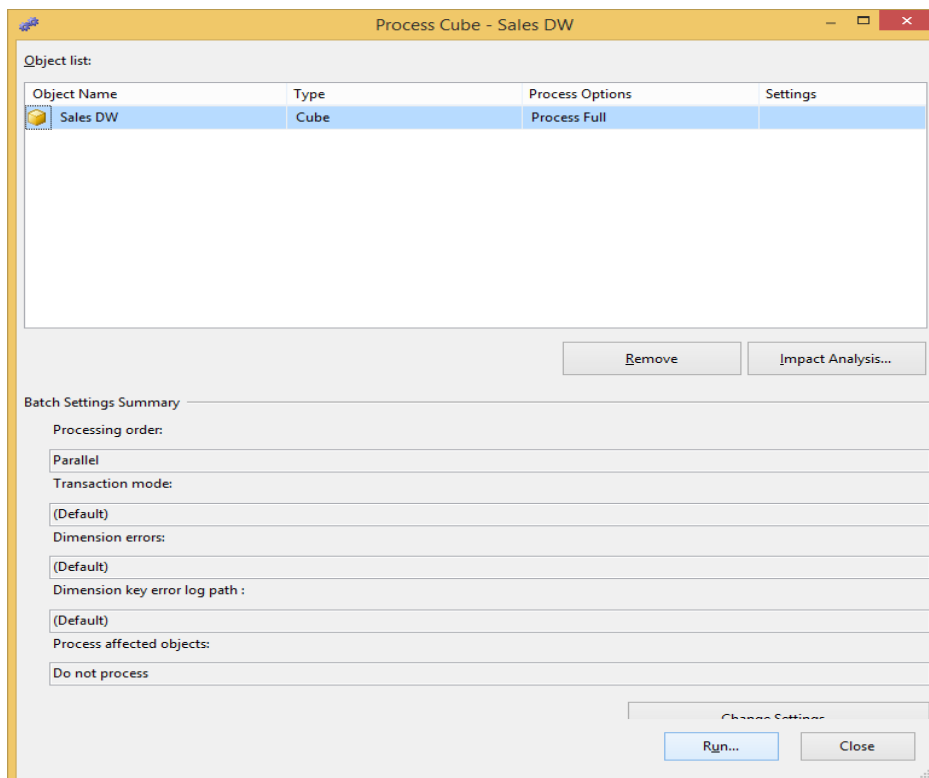 Process Cube - Sales DW
Object list:
Object Name Type Process Options Settings
Sales DW Cube Process Full
Remove Impact Analysis...
Batch Settings Summary
Processing order:
Parallel
Transaction mode:
(Default)
Dimension errors:
(Default)
Dimension key error log path :
(Default)
Process affected objects:
Do not process
Change Settings
Run... Close